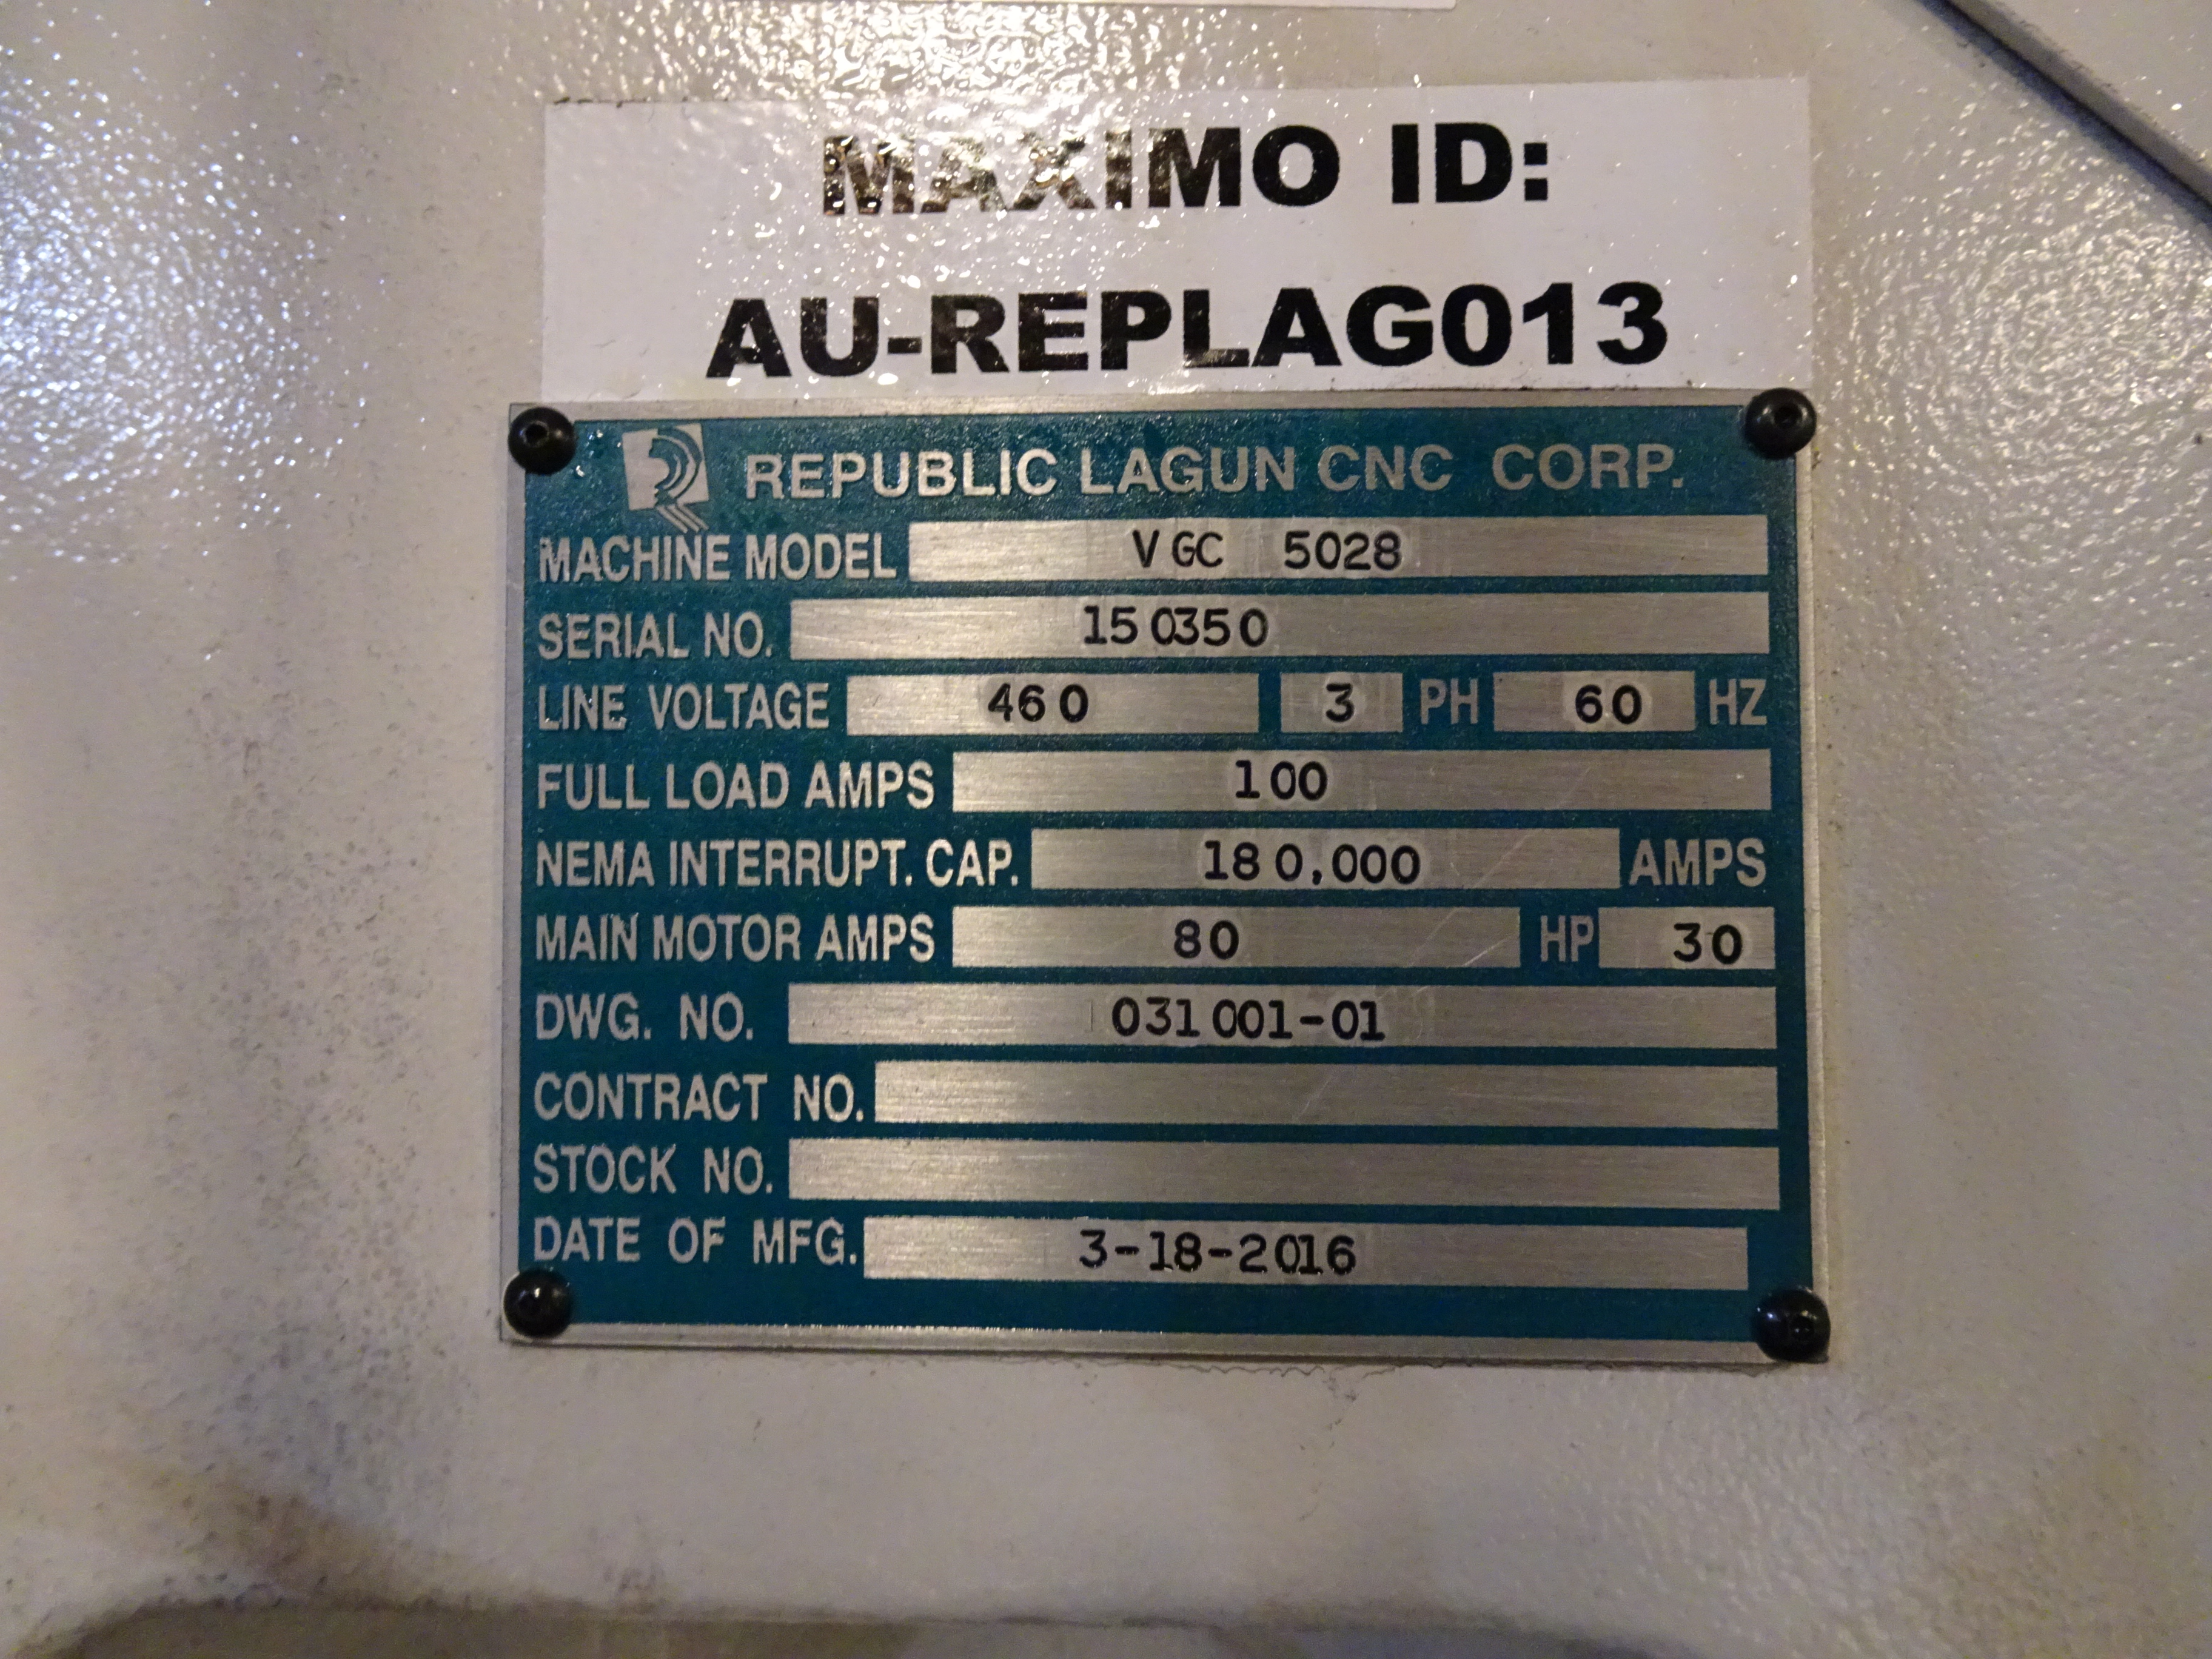 MAXIMO ID:
AU-REPLAG013
REPUBLIC LAGUN CNC CORP.
MACHINE MODEL VGC 5028
SERIAL NO. 150350
LINE VOLTAGE 460 3 PH 60 HZ
FULL LOAD AMPS 100
NEMA INTERRUPT. CAP. 180,000 AMPS
MAIN MOTOR AMPS 80 HP 30
DWG. NO. 031001-01
CONTRACT NO.
STOCK NO.
DATE OF MFG. 3-18-2016